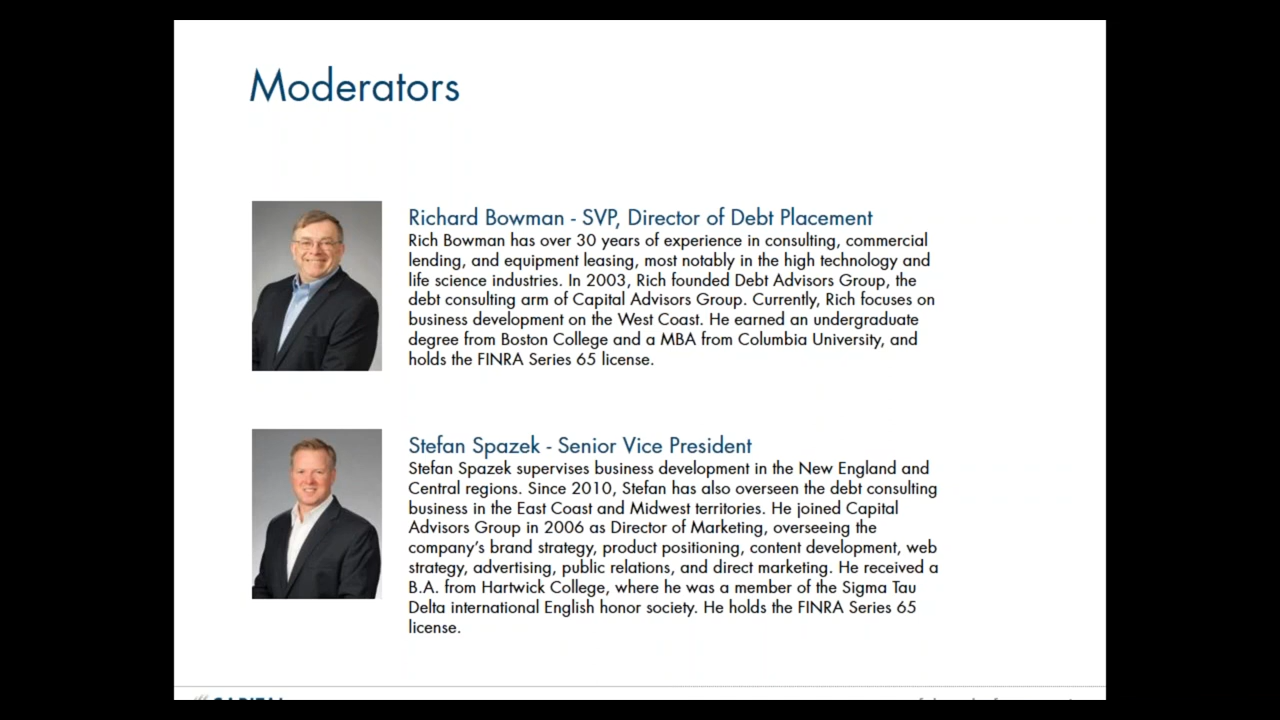 Moderators
Richard Bowman - SVP, Director of Debt Placement
Rich Bowman has over 30 years of experience in consulting, commercial
lending, and equipment leasing, most notably in the high technology and
life science industries. In 2003, Rich founded Debt Advisors Group, the
debt consulting arm of Capital Advisors Group. Currently, Rich focuses on
business development on the West Coast. He earned an undergraduate
degree from Boston College and a MBA from Columbia University, and
holds the FINRA Series 65 license.
Stefan Spazek - Senior Vice President
Stefan Spazek supervises business development in the New England and
Central regions. Since 2010, Stefan has also overseen the debt consulting
business in the East Coast and Midwest territories. He joined Capital
Advisors Group in 2006 as Director of Marketing, overseeing the
company’s brand strategy, product positioning, content development, web
strategy, advertising, public relations, and direct marketing. He received a
B.A. from Hartwick College, where he was a member of the Sigma Tau
Delta international English honor society. He holds the FINRA Series 65
license.